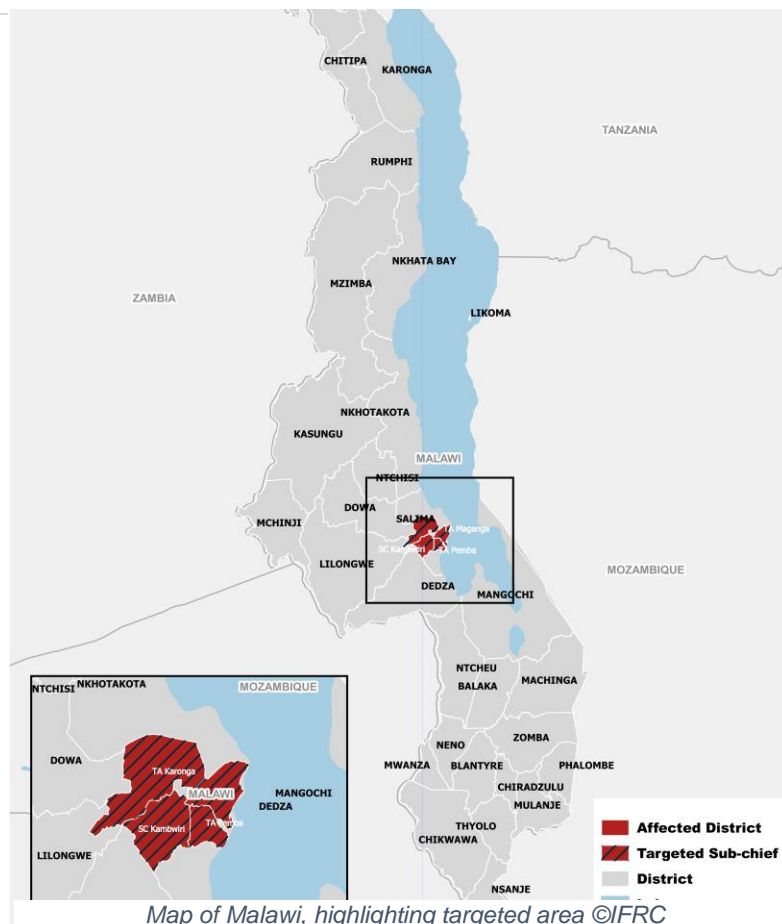 CHITIPA
KARONGA
TANZANIA
RUMPHI
NKHATA BAY
MZIMBA
ZAMBIA
LIKOMA
NKHOTAKOTA
KASUNGU
MALAWI
NTCHISI
DOWA
SALIMA
MCHINJI
TA Maganga
SC Kambwiri
TA Pemba
LILONGWE
MOZAMBIQUE
DEDZA
MANGOCHI
NTCHEU
BALAKA
MACHINGA
NENO
ZOMBA
MWANZA
BLANTYRE
PHALOMBE
CHIRADZULU
MULANJE
THYOLO
CHIKWAWA
NSANJE
NKHOTAKOTA
NTCHISI
MOZAMBIQUE
DOWA
TA Karonga
MALAWI
MANGOCHI
DEDZA
SC Kambwiri
TA Pemba
LILONGWE
Affected District
Targeted Sub-chief
District
Map of Malawi, highlighting targeted area ©IFRC